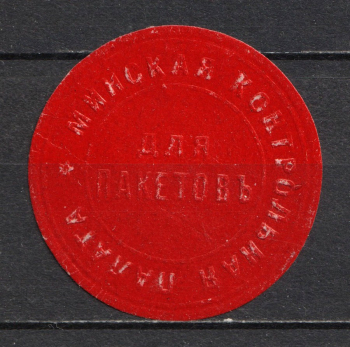 * МИНСКАЯ КОНТРОЛЬНАЯ ПАЛАТА
ДЛЯ
ПАКЕТОВЪ